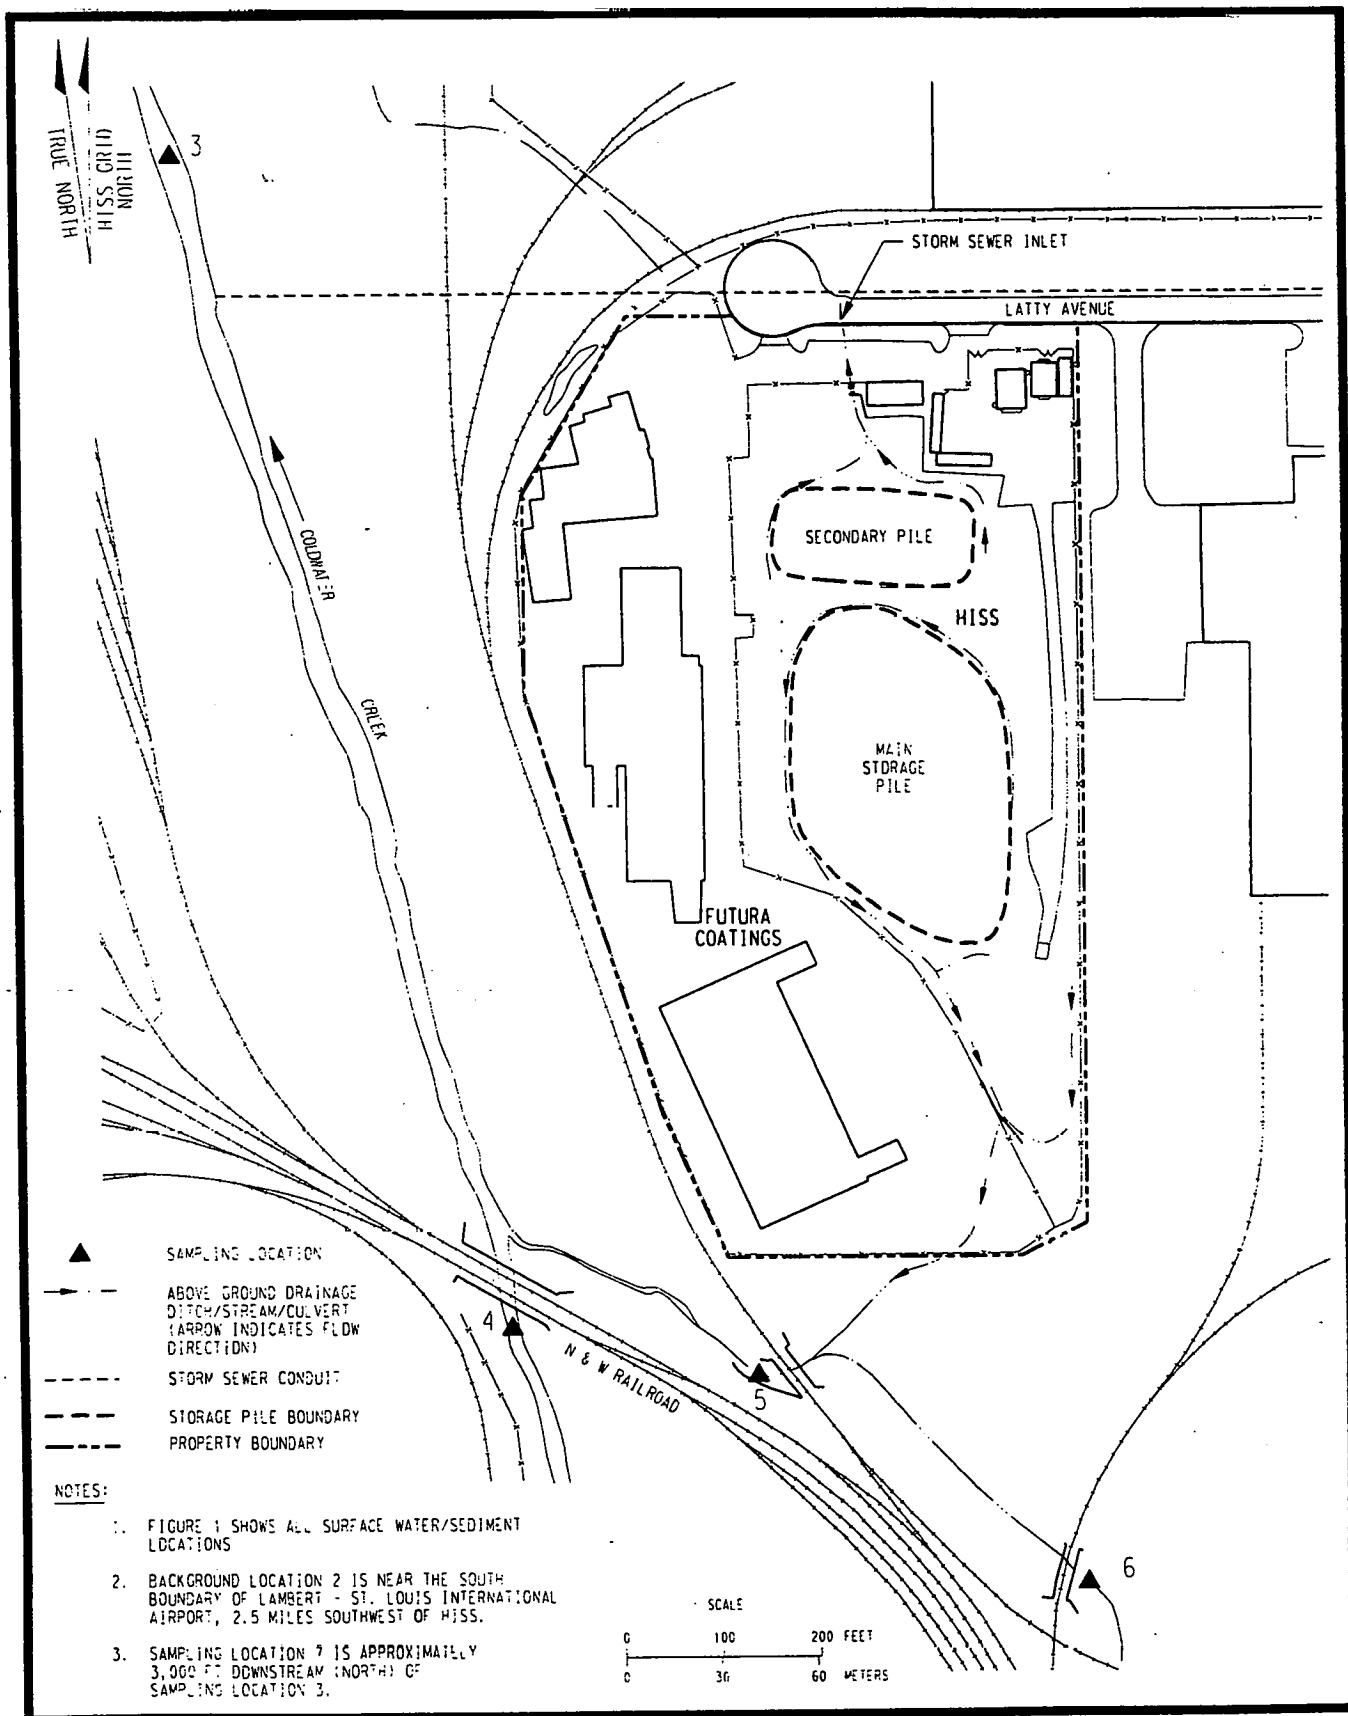 TRUE NORTH
HISS GRID
NORTH
3
STORM SEWER INLET
LATTY AVENUE
COLDWATER
CREEK
SECONDARY PILE
HISS
MAIN
STORAGE
PILE
FUTURA
COATINGS
4
N & W RAILROAD
5
6
SAMPLING LOCATION
ABOVE GROUND DRAINAGE
DITCH/STREAM/CULVERT
(ARROW INDICATES FLOW
DIRECTION)
STORM SEWER CONDUIT
STORAGE PILE BOUNDARY
PROPERTY BOUNDARY
NOTES:
1. FIGURE 1 SHOWS ALL SURFACE WATER/SEDIMENT
LOCATIONS
2. BACKGROUND LOCATION 2 IS NEAR THE SOUTH
BOUNDARY OF LAMBERT - ST. LOUIS INTERNATIONAL
AIRPORT, 2.5 MILES SOUTHWEST OF HISS.
3. SAMPLING LOCATION 7 IS APPROXIMATELY
3,000 FT DOWNSTREAM (NORTH) OF
SAMPLING LOCATION 3.
SCALE
0 100 200 FEET
0 30 60 METERS